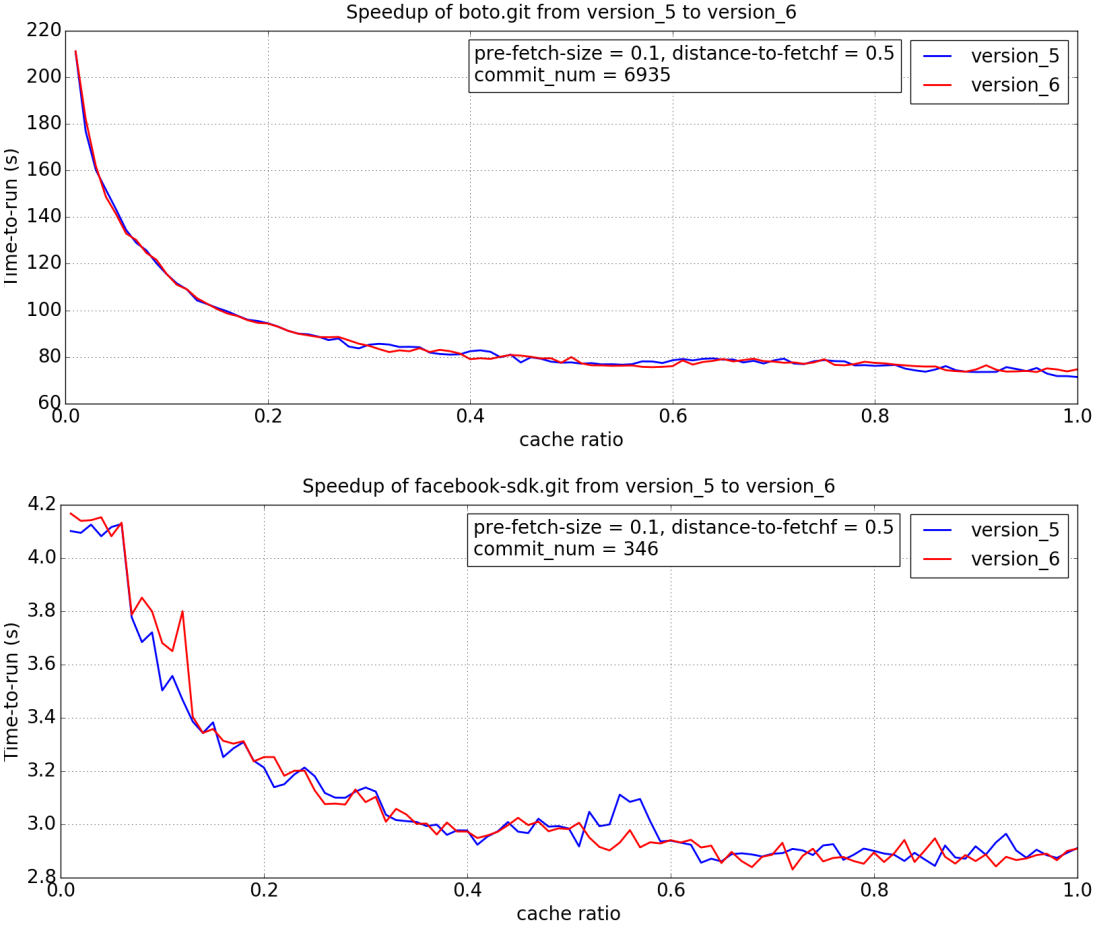 Speedup of boto.git from version_5 to version_6
220
200
180
160
140
120
100
80
60
Time-to-run (s)
pre-fetch-size = 0.1, distance-to-fetchf = 0.5
commit_num = 6935
version_5
version_6
0.0 0.2 0.4 0.6 0.8 1.0
cache ratio
Speedup of facebook-sdk.git from version_5 to version_6
4.2
4.0
3.8
3.6
3.4
3.2
3.0
2.8
Time-to-run (s)
pre-fetch-size = 0.1, distance-to-fetchf = 0.5
commit_num = 346
version_5
version_6
0.0 0.2 0.4 0.6 0.8 1.0
cache ratio